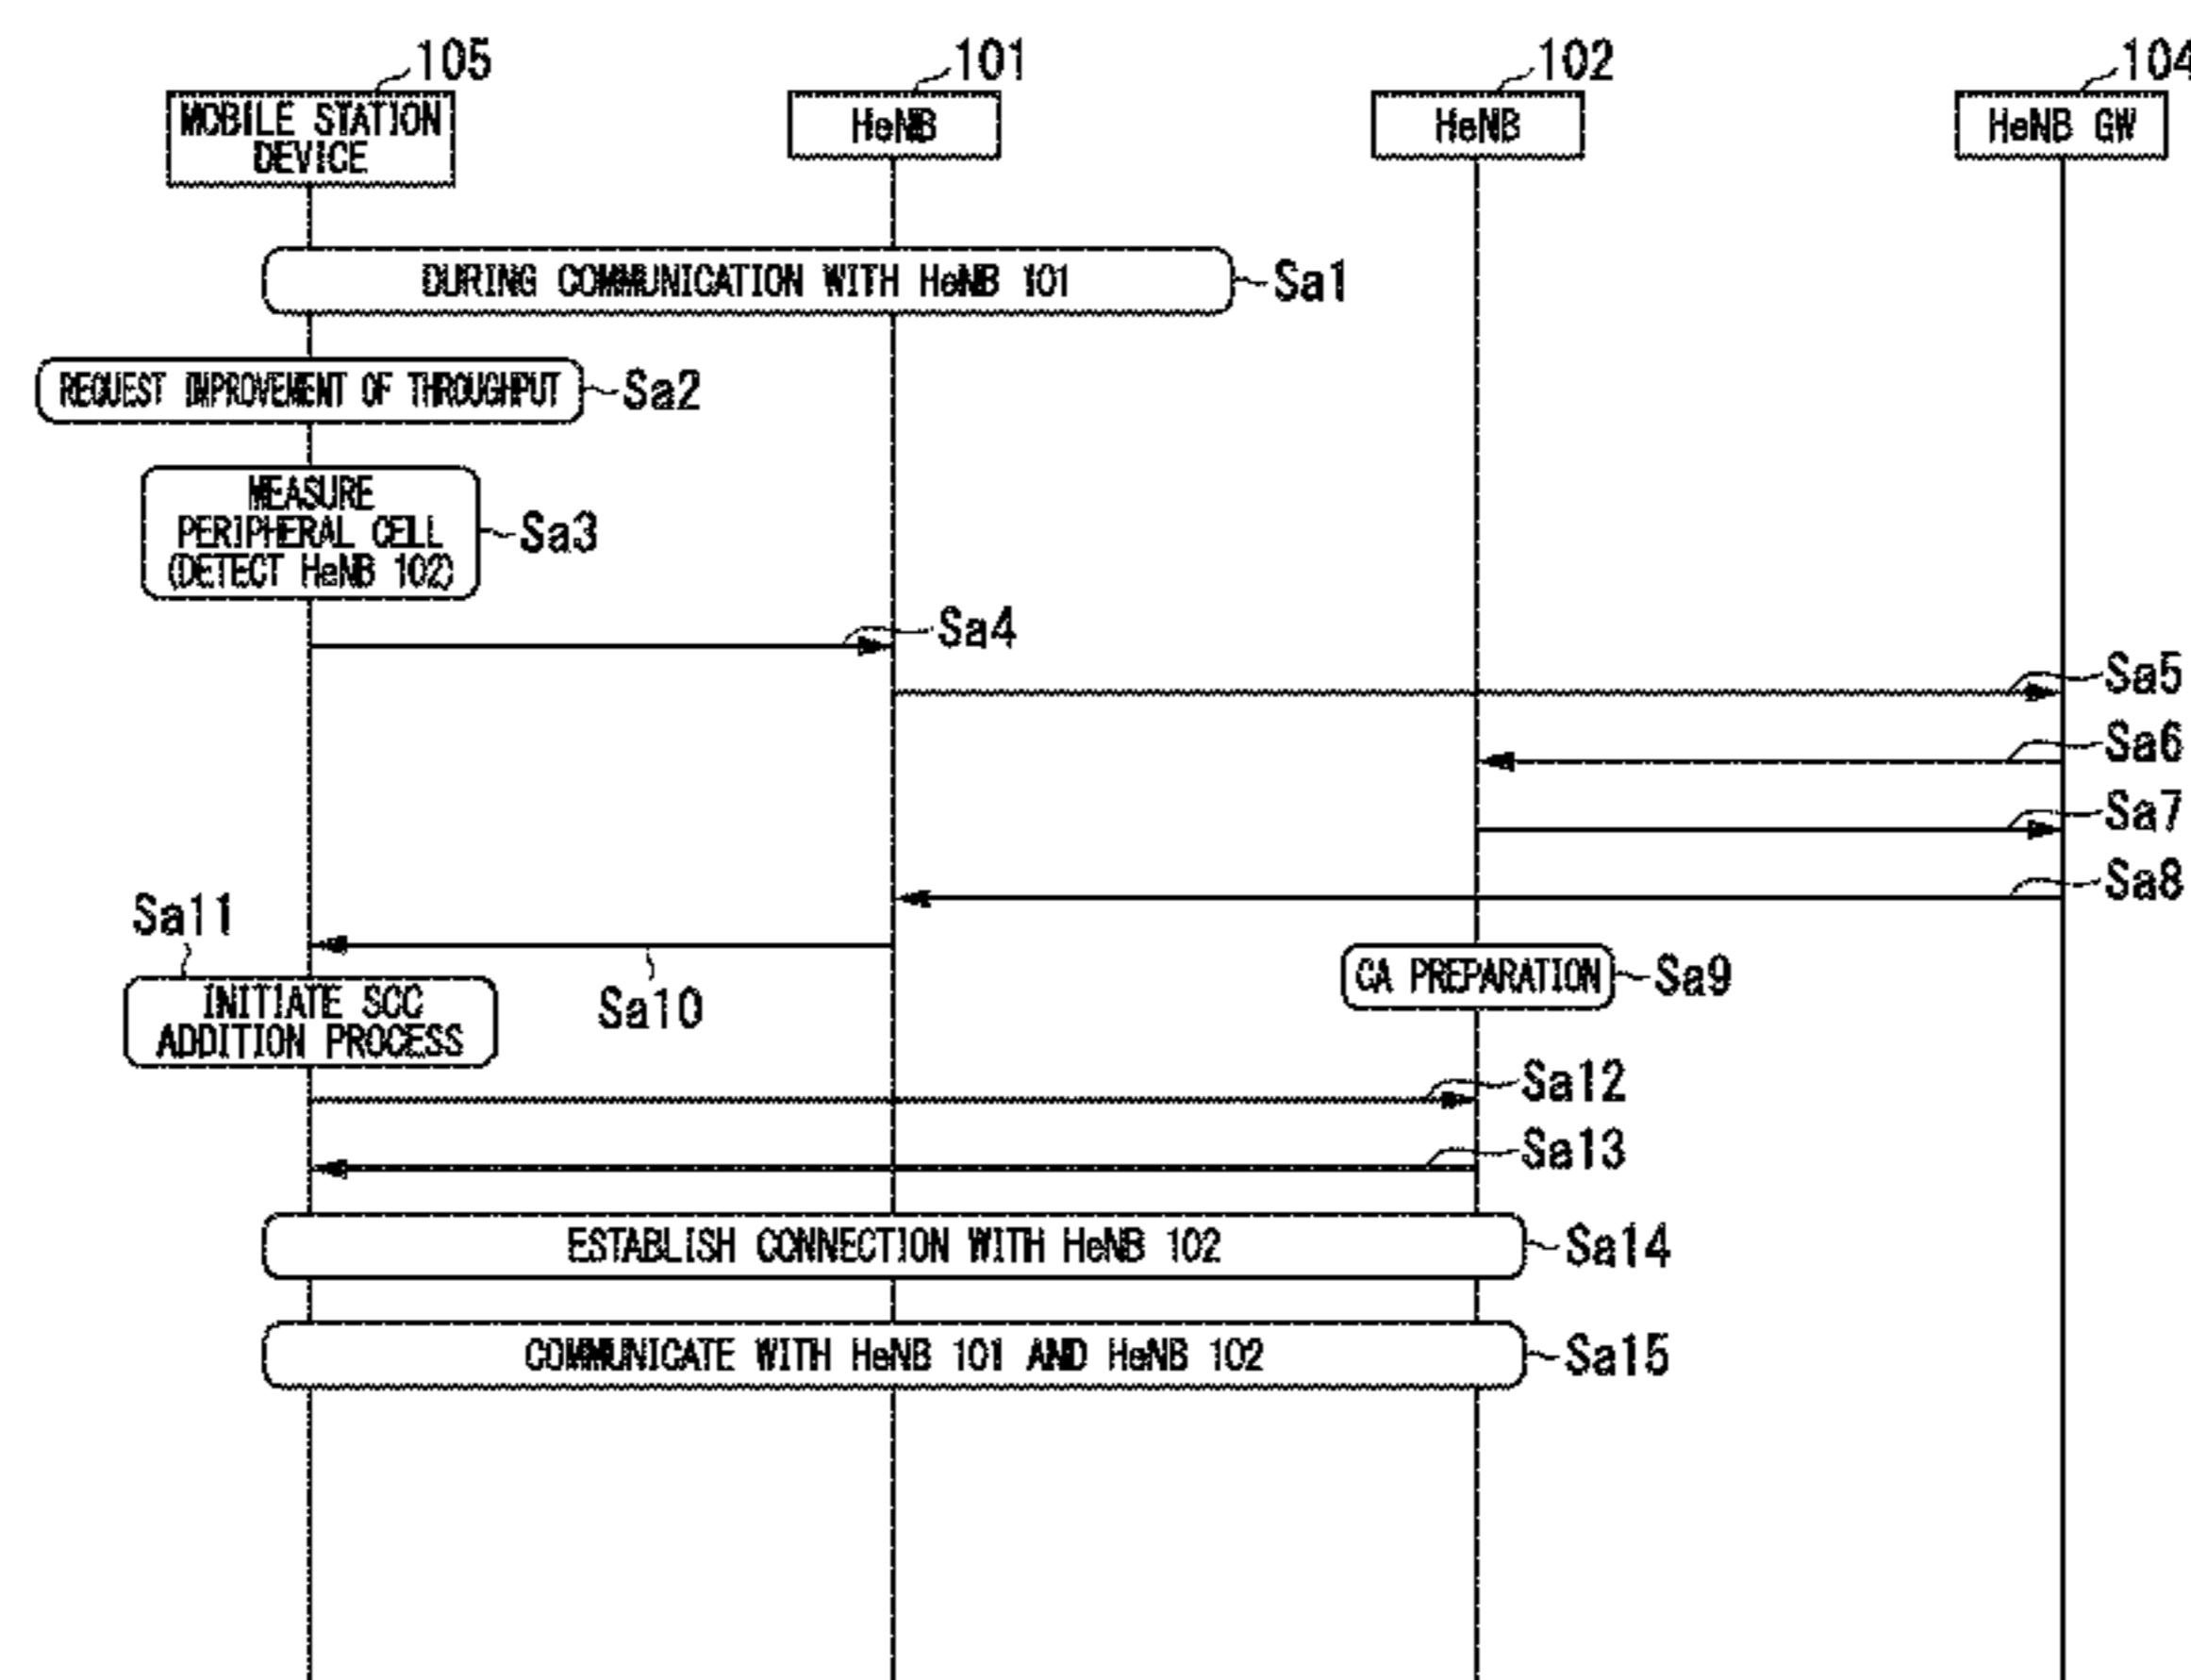 105
101
102
104
MOBILE STATION
DEVICE
HeNB
HeNB
HeNB GW
DURING COMMUNICATION WITH HeNB 101
Sa1
REQUEST IMPROVEMENT OF THROUGHPUT
Sa2
MEASURE
PERIPHERAL CELL
(DETECT HeNB 102)
Sa3
Sa4
Sa5
Sa6
Sa7
Sa8
Sa11
Sa10
CA PREPARATION
Sa9
INITIATE SCC
ADDITION PROCESS
Sa12
Sa13
ESTABLISH CONNECTION WITH HeNB 102
Sa14
COMMUNICATE WITH HeNB 101 AND HeNB 102
Sa15